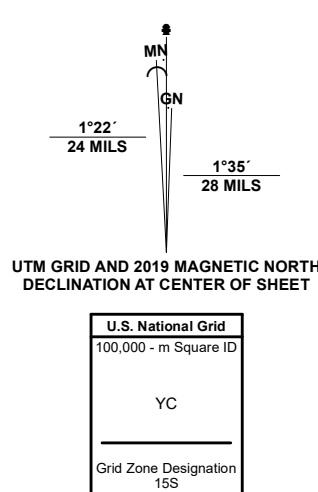 MN
GN
1°22´
24 MILS
1°35´
28 MILS
UTM GRID AND 2019 MAGNETIC NORTH
DECLINATION AT CENTER OF SHEET
U.S. National Grid
100,000 - m Square ID
YC
Grid Zone Designation
15S